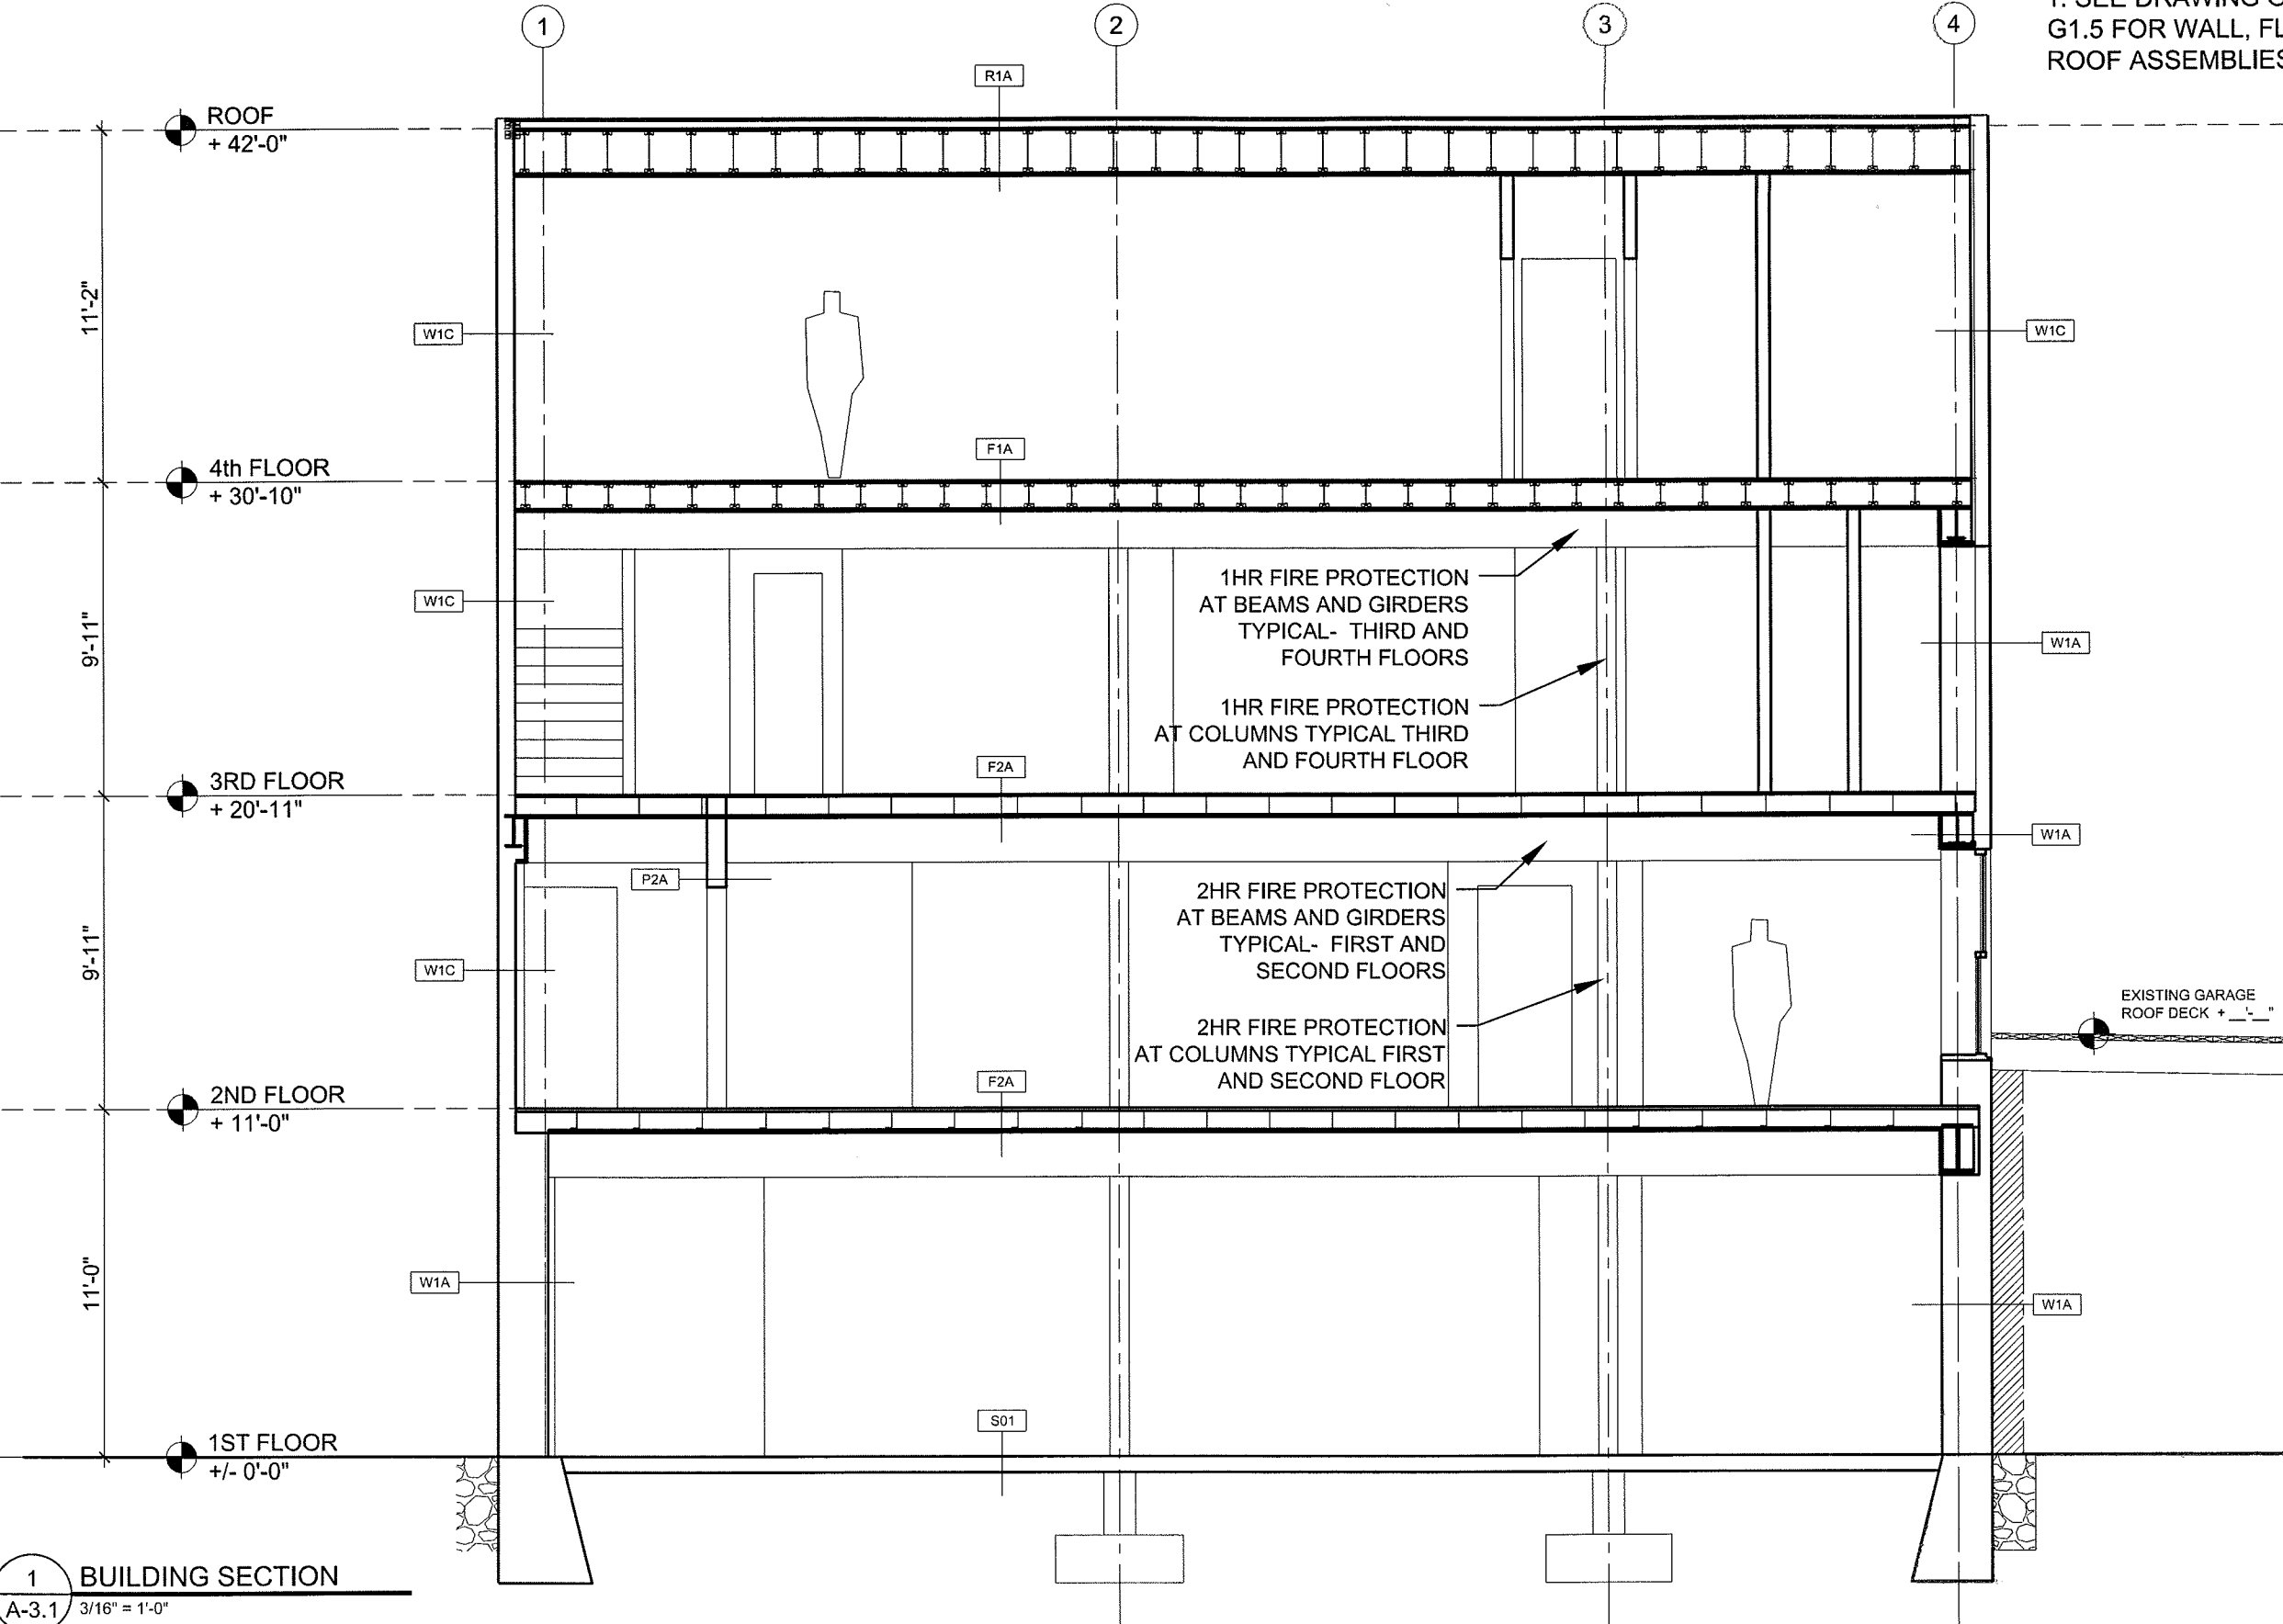 1
2
3
4
1. SEE DRAWING
G1.5 FOR WALL,
ROOF ASSEMBLIES
R1A
ROOF
+ 42'-0"
11'-2"
W1C
W1C
F1A
4th FLOOR
+ 30'-10"
1HR FIRE PROTECTION
AT BEAMS AND GIRDERS
TYPICAL- THIRD AND
FOURTH FLOORS
W1C
9'-11"
W1A
1HR FIRE PROTECTION
AT COLUMNS TYPICAL THIRD
AND FOURTH FLOOR
F2A
3RD FLOOR
+ 20'-11"
W1A
P2A
2HR FIRE PROTECTION
AT BEAMS AND GIRDERS
TYPICAL- FIRST AND
SECOND FLOORS
9'-11"
W1C
EXISTING GARAGE
ROOF DECK + __'-__"
2HR FIRE PROTECTION
AT COLUMNS TYPICAL FIRST
AND SECOND FLOOR
F2A
2ND FLOOR
+ 11'-0"
11'-0"
W1A
W1A
S01
1ST FLOOR
+/- 0'-0"
1
A-3.1
BUILDING SECTION
3/16" = 1'-0"